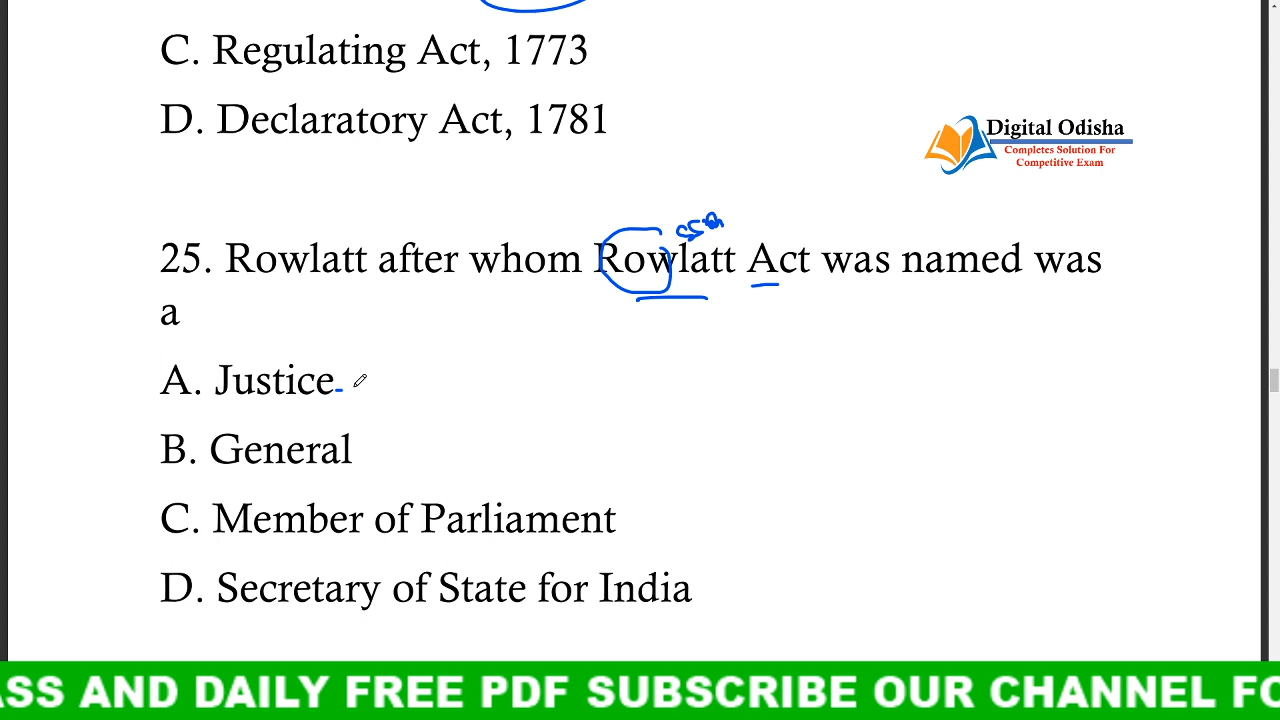 C. Regulating Act, 1773
D. Declaratory Act, 1781
Digital Odisha
Completes Solution For
Competitive Exam
25. Rowlatt after whom Rowlatt Act was named was
a
A. Justice
B. General
C. Member of Parliament
D. Secretary of State for India
ASS AND DAILY FREE PDF SUBSCRIBE OUR CHANNEL FO